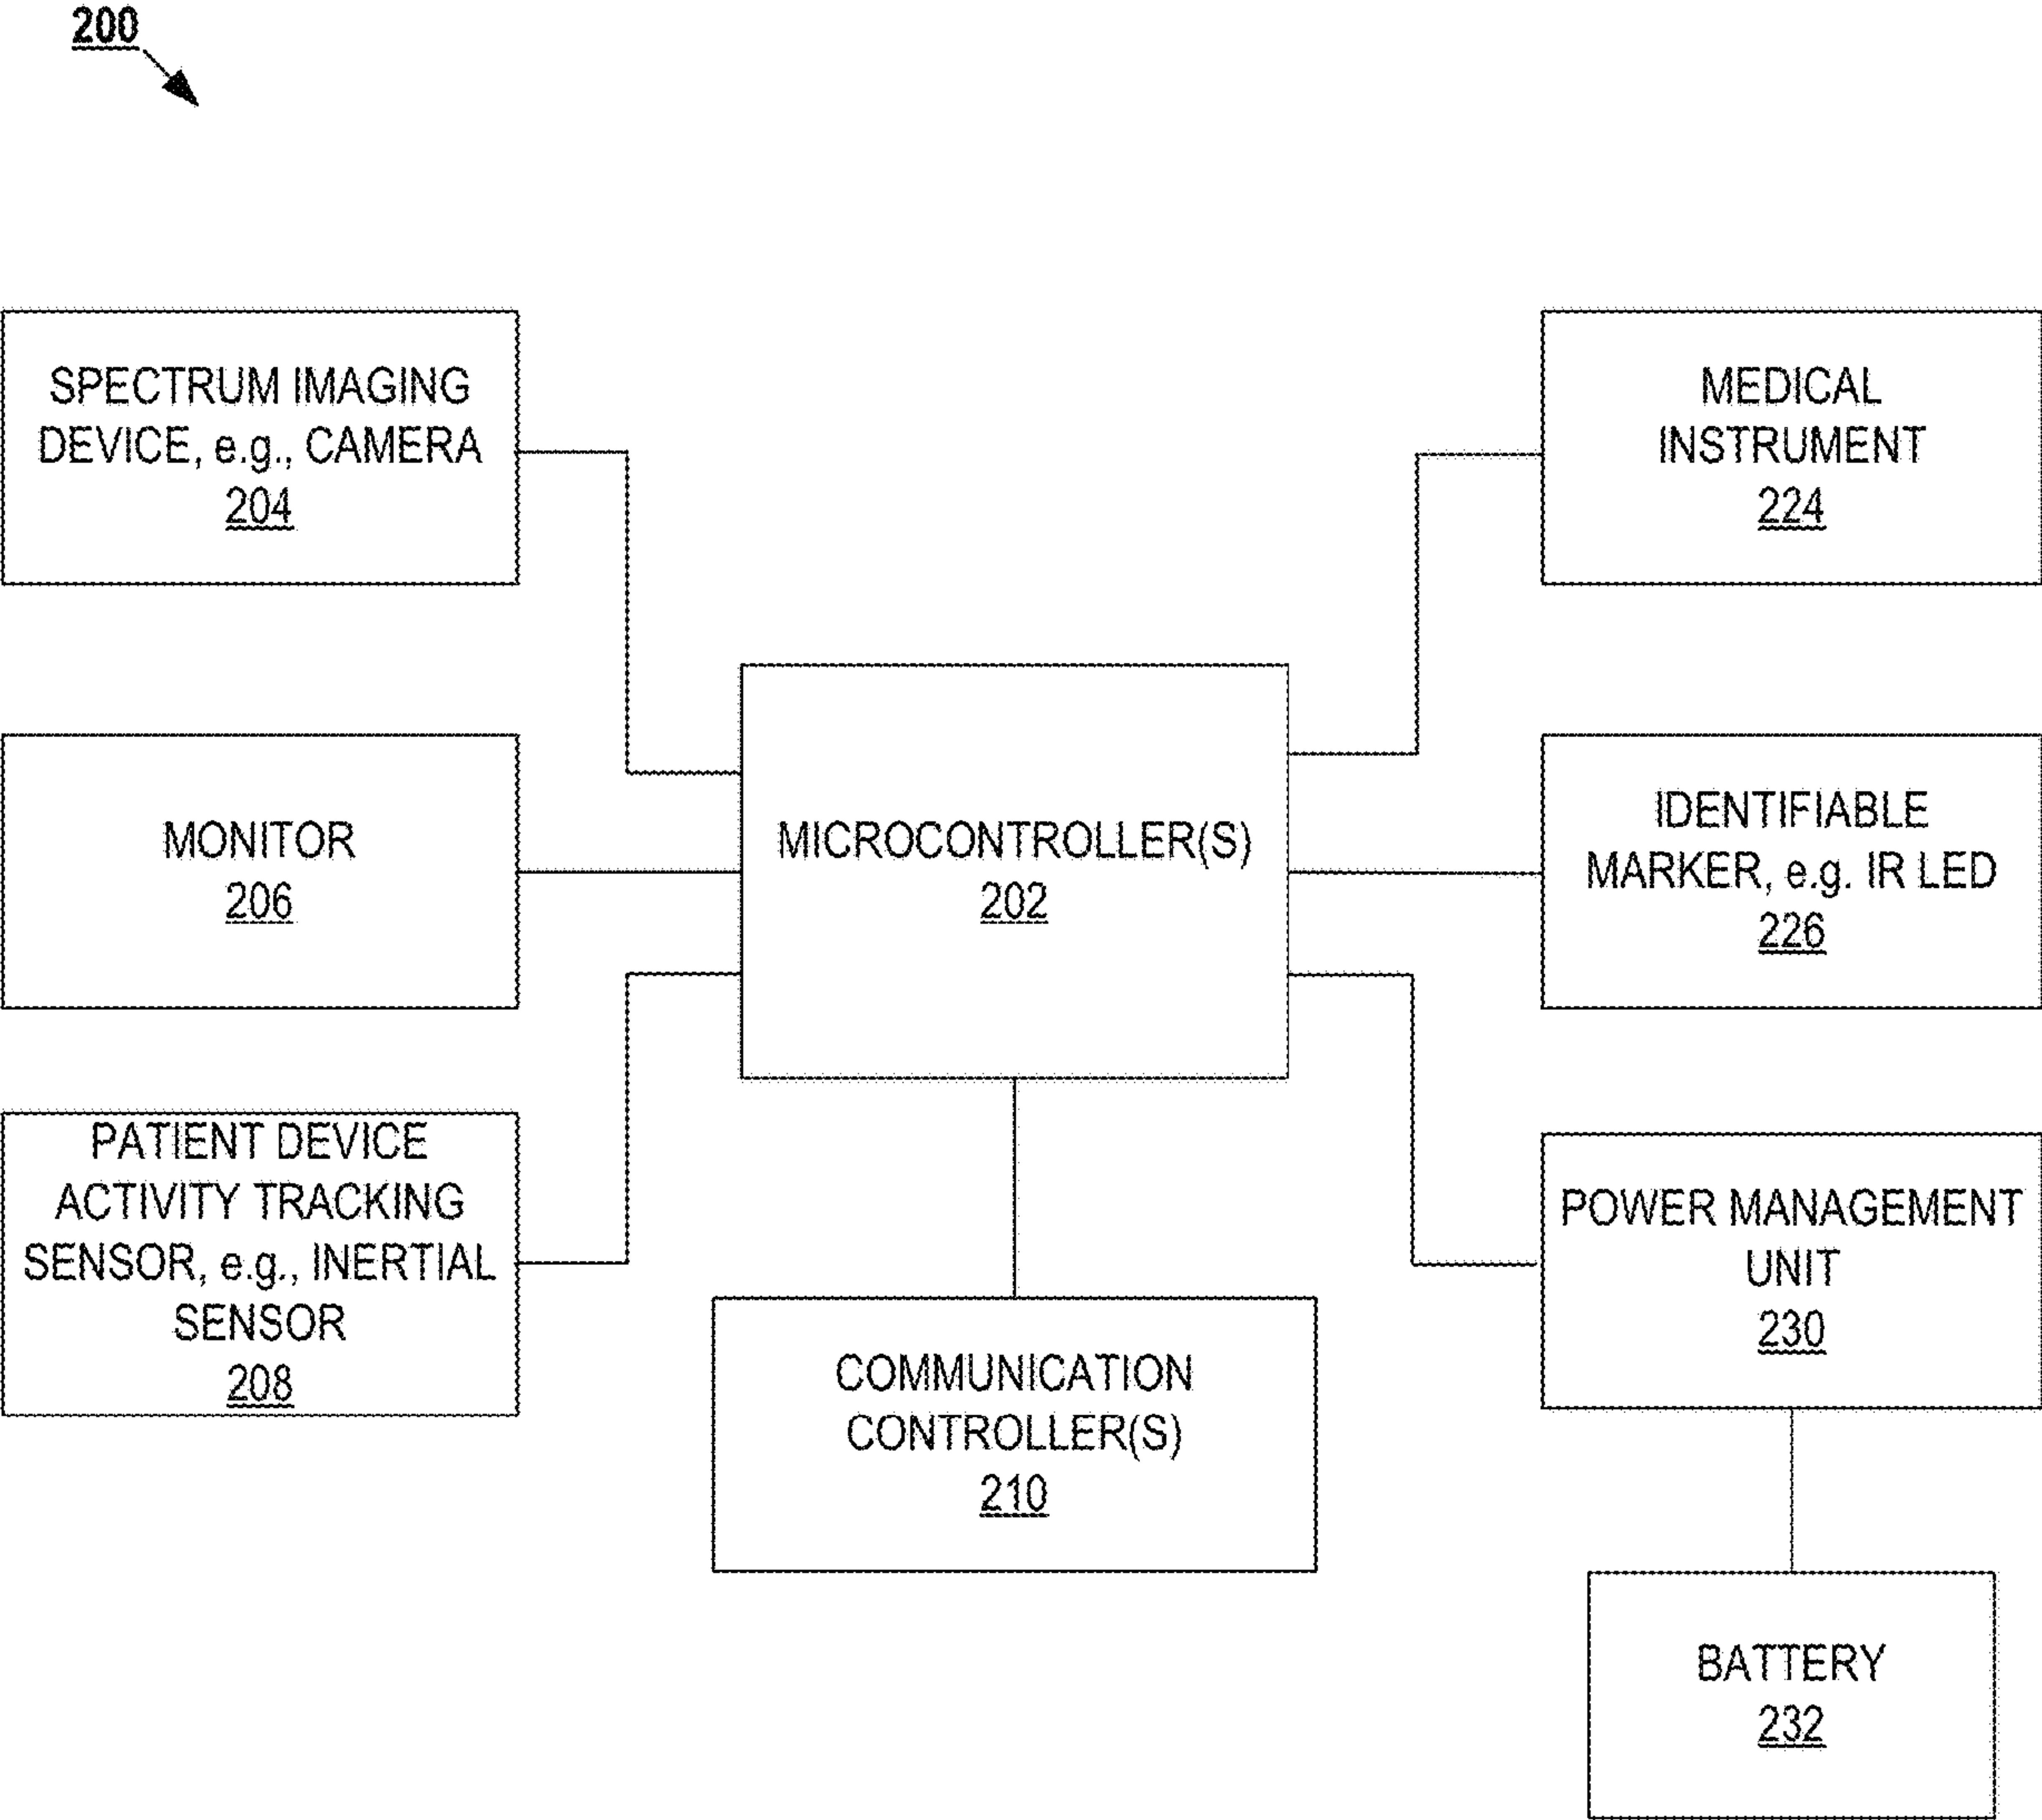 200
SPECTRUM IMAGING
DEVICE, e.g., CAMERA
204
MEDICAL
INSTRUMENT
224
MONITOR
206
MICROCONTROLLER(S)
202
IDENTIFIABLE
MARKER, e.g. IR LED
226
PATIENT DEVICE
ACTIVITY TRACKING
SENSOR, e.g., INERTIAL
SENSOR
208
COMMUNICATION
CONTROLLER(S)
210
POWER MANAGEMENT
UNIT
230
BATTERY
232